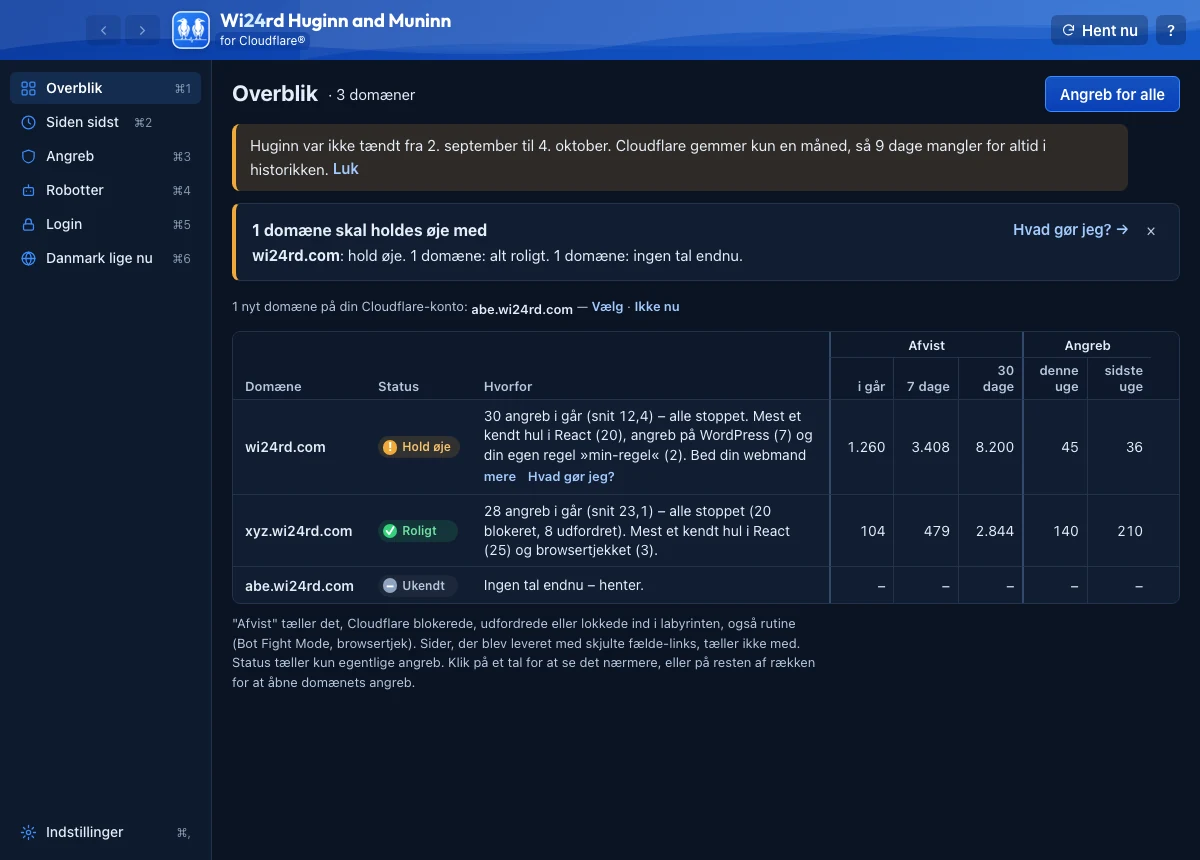 Wi24rd Huginn and Muninn
for Cloudflare®
Hent nu
?
Overblik ⌘1
Siden sidst ⌘2
Angreb ⌘3
Robotter ⌘4
Login ⌘5
Danmark lige nu ⌘6
Indstillinger ⌘,
Overblik · 3 domæner
Angreb for alle
Huginn var ikke tændt fra 2. september til 4. oktober. Cloudflare gemmer kun en måned, så 9 dage mangler for altid i
historikken. Luk
1 domæne skal holdes øje med
Hvad gør jeg? → ×
wi24rd.com: hold øje. 1 domæne: alt roligt. 1 domæne: ingen tal endnu.
1 nyt domæne på din Cloudflare-konto: abe.wi24rd.com — Vælg · Ikke nu
Afvist Angreb
Domæne Status Hvorfor i går 7 dage 30 dage denne uge sidste uge
wi24rd.com
Hold øje
30 angreb i går (snit 12,4) – alle stoppet. Mest et
kendt hul i React (20), angreb på WordPress (7) og
din egen regel »min-regel« (2). Bed din webmand
mere Hvad gør jeg?
1.260 3.408 8.200 45 36
xyz.wi24rd.com
Roligt
28 angreb i går (snit 23,1) – alle stoppet (20
blokeret, 8 udfordret). Mest et kendt hul i React
(25) og browsertjekket (3).
104 479 2.844 140 210
abe.wi24rd.com
Ukendt
Ingen tal endnu – henter.
– – – – –
"Afvist" tæller det, Cloudflare blokerede, udfordrede eller lokkede ind i labyrinten, også rutine
(Bot Fight Mode, browsertjek). Sider, der blev leveret med skjulte fælde-links, tæller ikke med.
Status tæller kun egentlige angreb. Klik på et tal for at se det nærmere, eller på resten af rækken
for at åbne domænets angreb.